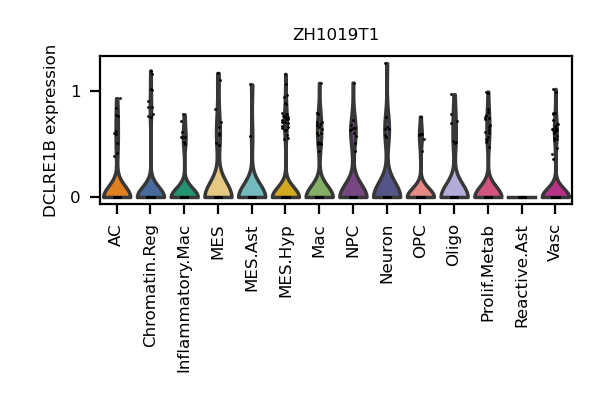 ZH1019T1
DCLRE1B expression
1
0
AC
Chromatin.Reg
Inflammatory.Mac
MES
MES.Ast
MES.Hyp
Mac
NPC
Neuron
OPC
Oligo
Prolif.Metab
Reactive.Ast
Vasc